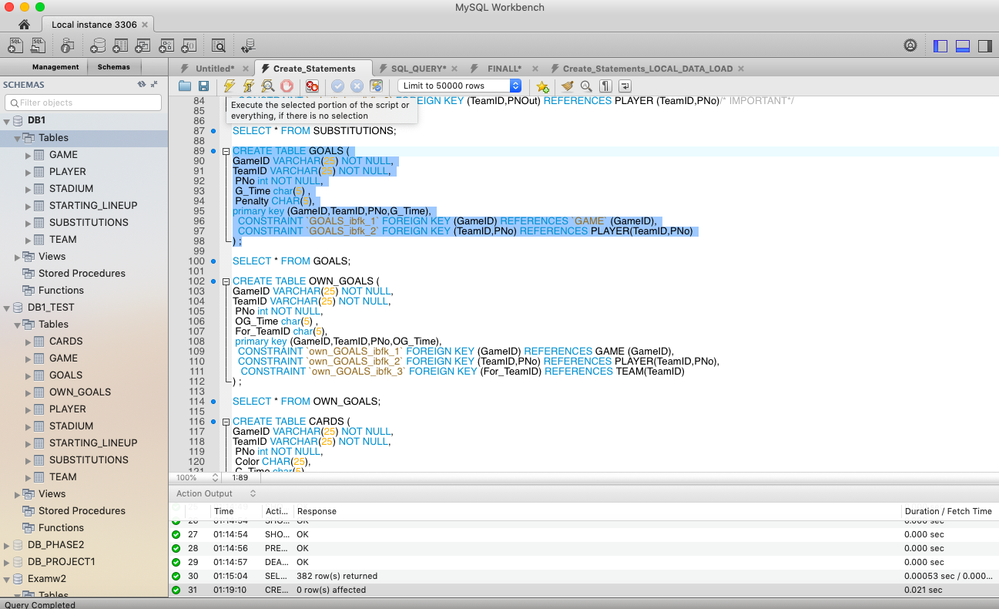 MySQL Workbench
Local instance 3306
Management Schemas
Untitled* Create_Statements SQL_QUERY* FINALL* Create_Statements_LOCAL_DATA_LOAD
SCHEMAS
Filter objects
DB1
Tables
GAME
PLAYER
STADIUM
STARTING_LINEUP
SUBSTITUTIONS
TEAM
Views
Stored Procedures
Functions
DB1_TEST
Tables
CARDS
GAME
GOALS
OWN_GOALS
PLAYER
STADIUM
STARTING_LINEUP
SUBSTITUTIONS
TEAM
Views
Stored Procedures
Functions
DB_PHASE2
DB_PROJECT1
Examw2
Tables
Limit to 50000 rows
Execute the selected portion of the script or
everything, if there is no selection
84 FOREIGN KEY (TeamID,PNOut) REFERENCES PLAYER (TeamID,PNo)/* IMPORTANT*/
85
86
87 SELECT * FROM SUBSTITUTIONS;
88
89 CREATE TABLE GOALS (
90 GameID VARCHAR(25) NOT NULL,
91 TeamID VARCHAR(25) NOT NULL,
92 PNo int NOT NULL,
93 G_Time char(5) ,
94 Penalty CHAR(5),
95 primary key (GameID,TeamID,PNo,G_Time),
96 CONSTRAINT `GOALS_ibfk_1` FOREIGN KEY (GameID) REFERENCES `GAME` (GameID),
97 CONSTRAINT `GOALS_ibfk_2` FOREIGN KEY (TeamID,PNo) REFERENCES PLAYER(TeamID,PNo)
98 ) ;
99
100 SELECT * FROM GOALS;
101
102 CREATE TABLE OWN_GOALS (
103 GameID VARCHAR(25) NOT NULL,
104 TeamID VARCHAR(25) NOT NULL,
105 PNo int NOT NULL,
106 OG_Time char(5) ,
107 For_TeamID char(5),
108 primary key (GameID,TeamID,PNo,OG_Time),
109 CONSTRAINT `own_GOALS_ibfk_1` FOREIGN KEY (GameID) REFERENCES GAME (GameID),
110 CONSTRAINT `own_GOALS_ibfk_2` FOREIGN KEY (TeamID,PNo) REFERENCES PLAYER(TeamID,PNo),
111 CONSTRAINT `own_GOALS_ibfk_3` FOREIGN KEY (For_TeamID) REFERENCES TEAM(TeamID)
112 ) ;
113
114 SELECT * FROM OWN_GOALS;
115
116 CREATE TABLE CARDS (
117 GameID VARCHAR(25) NOT NULL,
118 TeamID VARCHAR(25) NOT NULL,
119 PNo int NOT NULL,
120 Color CHAR(25),
121 C_Time char(5)
100% 1:89
Action Output
Time Acti... Response Duration / Fetch Time
26 01:14:54 SHO... OK 0.000 sec
27 01:14:54 SHO... OK 0.000 sec
28 01:14:56 PRE... OK 0.000 sec
29 01:14:57 DEA... OK 0.000 sec
30 01:15:04 SEL... 382 row(s) returned 0.00053 sec / 0.000...
31 01:19:10 CRE... 0 row(s) affected 0.021 sec
Query Completed